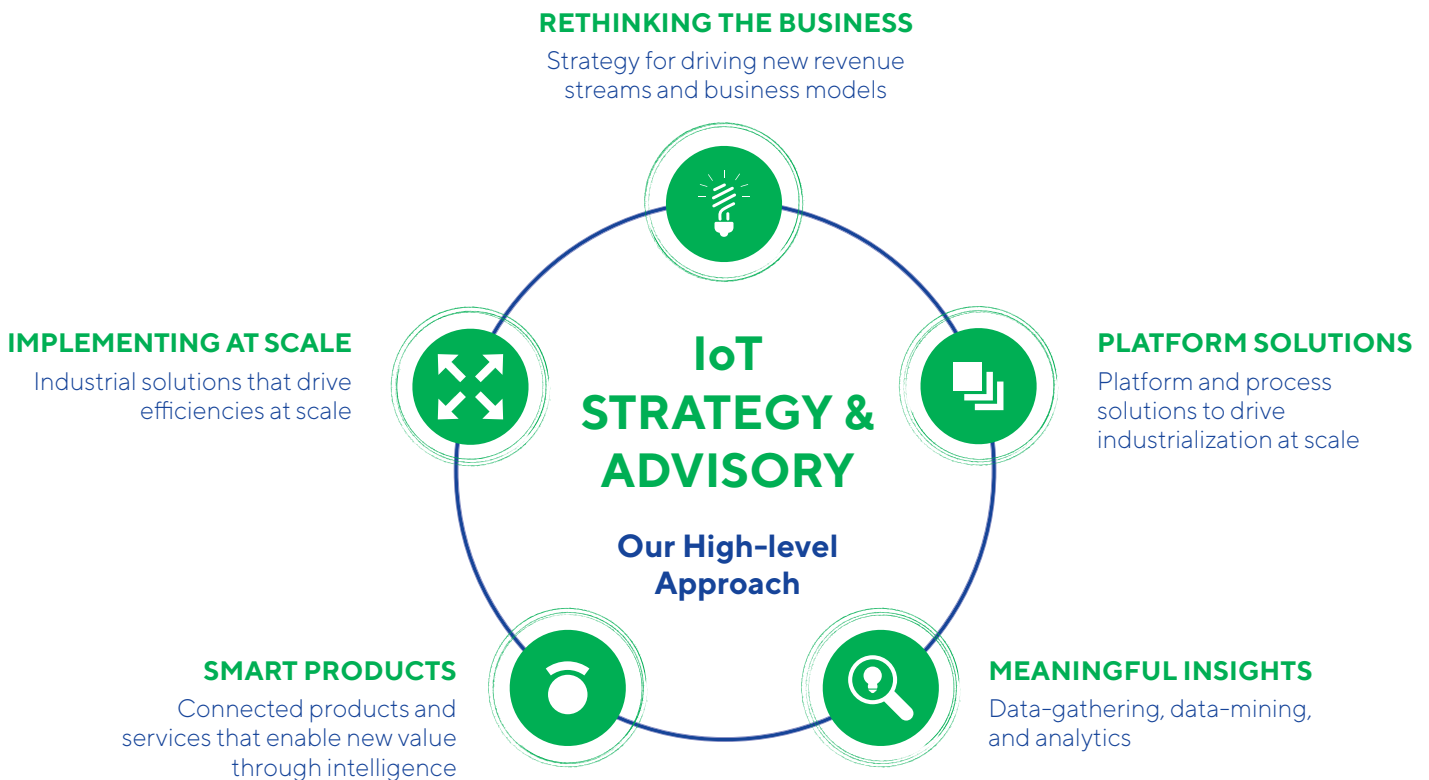 RETHINKING THE BUSINESS
Strategy for driving new revenue
streams and business models
IMPLEMENTING AT SCALE
Industrial solutions that drive
efficiencies at scale
IoT
STRATEGY &
ADVISORY
Our High-level
Approach
PLATFORM SOLUTIONS
Platform and process
solutions to drive
industrialization at scale
SMART PRODUCTS
Connected products and
services that enable new value
through intelligence
MEANINGFUL INSIGHTS
Data-gathering, data-mining,
and analytics